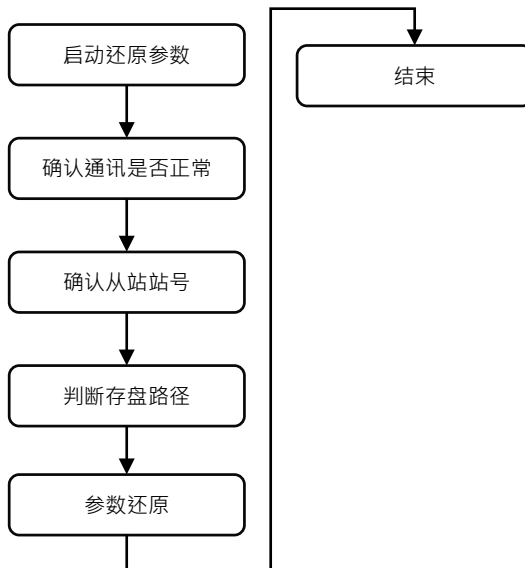 启动还原参数
确认通讯是否正常
确认从站站号
判断存盘路径
参数还原
结束